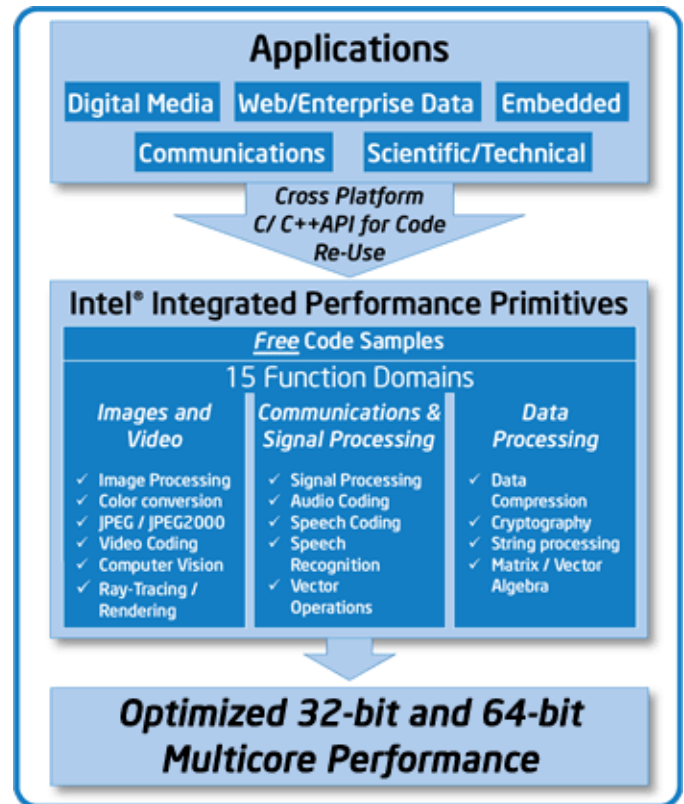 Applications
Digital Media
Web/Enterprise Data
Embedded
Communications
Scientific/Technical
Cross Platform
C/ C++API for Code
Re-Use
Intel® Integrated Performance Primitives
Free Code Samples
15 Function Domains
Images and
Video
✓ Image Processing
✓ Color conversion
✓ JPEG / JPEG2000
✓ Video Coding
✓ Computer Vision
✓ Ray-Tracing /
Rendering
Communications &
Signal Processing
✓ Signal Processing
✓ Audio Coding
✓ Speech Coding
✓ Speech
Recognition
✓ Vector
Operations
Data
Processing
✓ Data
Compression
✓ Cryptography
✓ String processing
✓ Matrix / Vector
Algebra
Optimized 32-bit and 64-bit
Multicore Performance